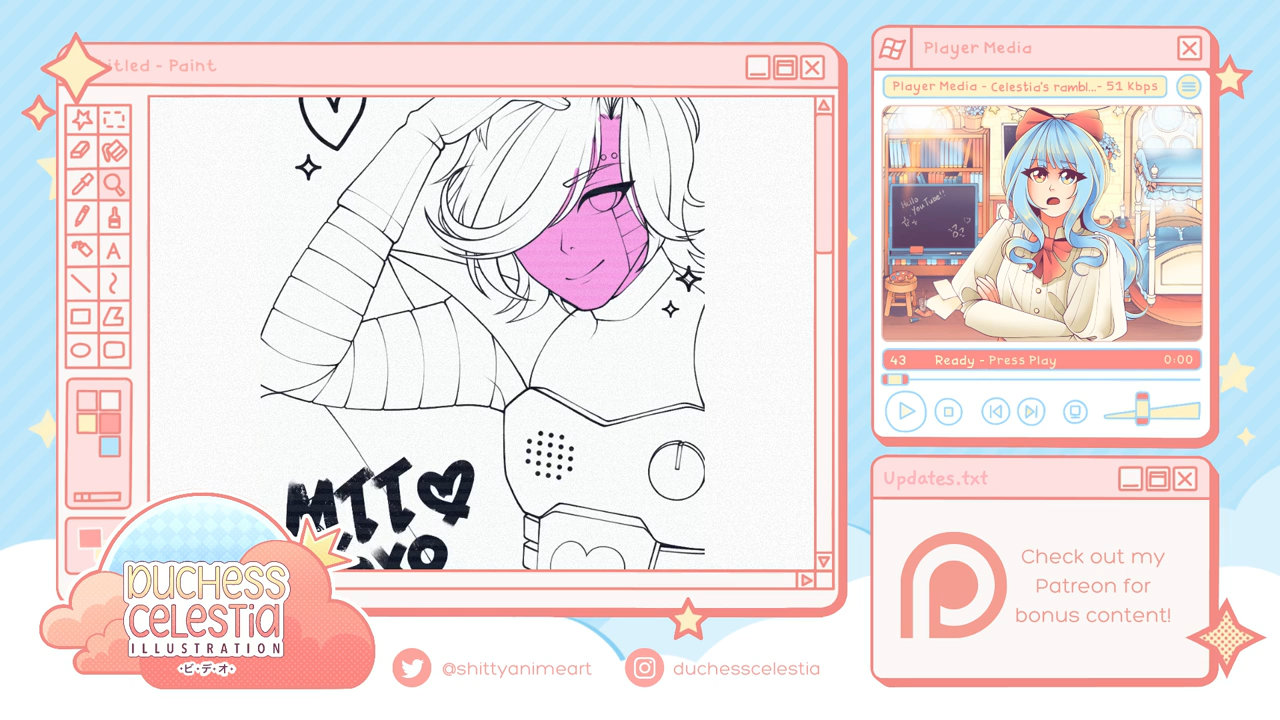 titled - Paint
MTT
Player Media
Player Media - Celestia's rambl...- 51 Kbps
Hello
YouTube!!
43 Ready - Press Play 0:00
Updates.txt
Check out my
Patreon for
bonus content!
A
DUCHESS
CELESTIA
ILLUSTRATION
・ビ・デ・オ・
@shittyanimeart
duchesscelestia